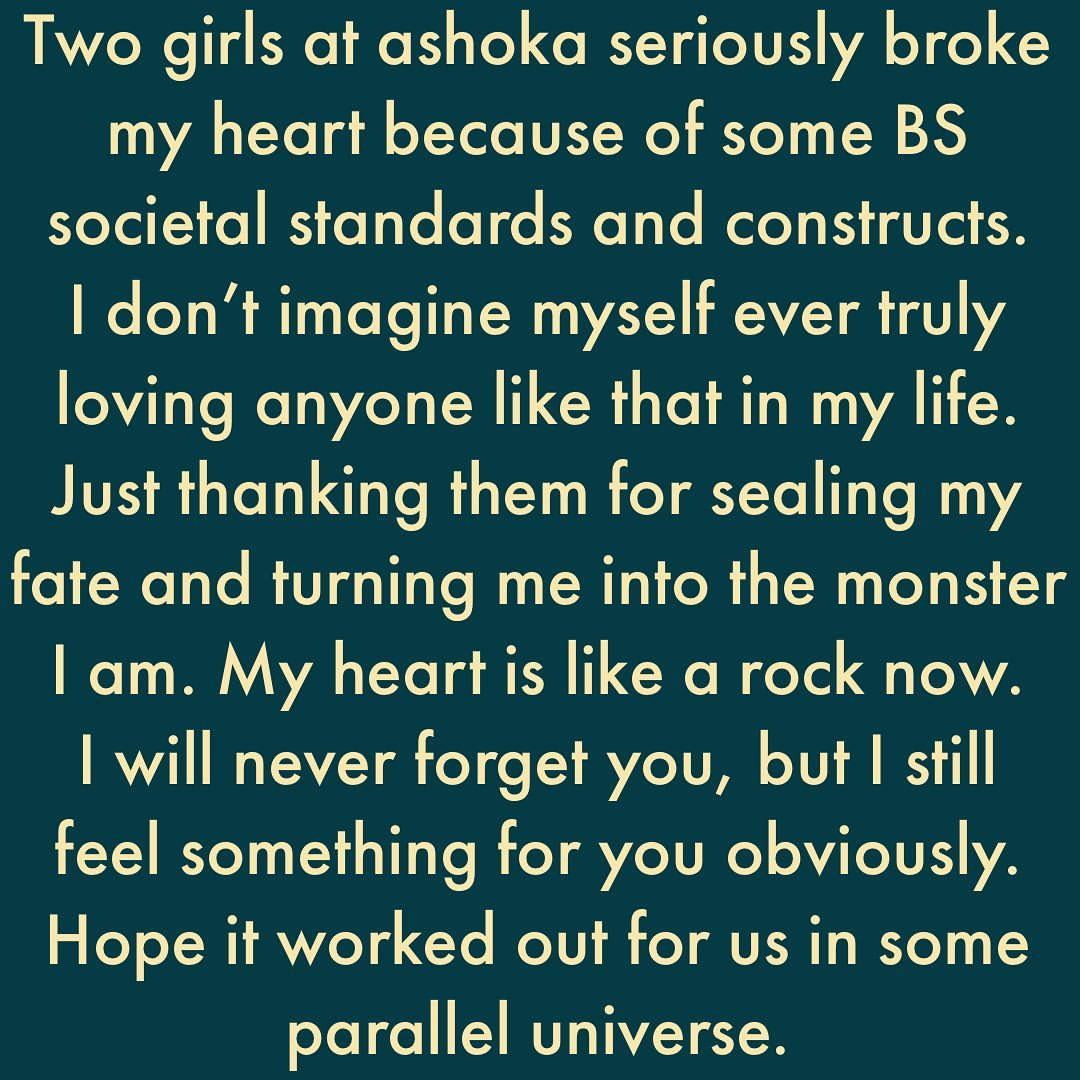 Two girls at ashoka seriously broke
my heart because of some BS
societal standards and constructs.
I don’t imagine myself ever truly
loving anyone like that in my life.
Just thanking them for sealing my
fate and turning me into the monster
I am. My heart is like a rock now.
I will never forget you, but I still
feel something for you obviously.
Hope it worked out for us in some
parallel universe.